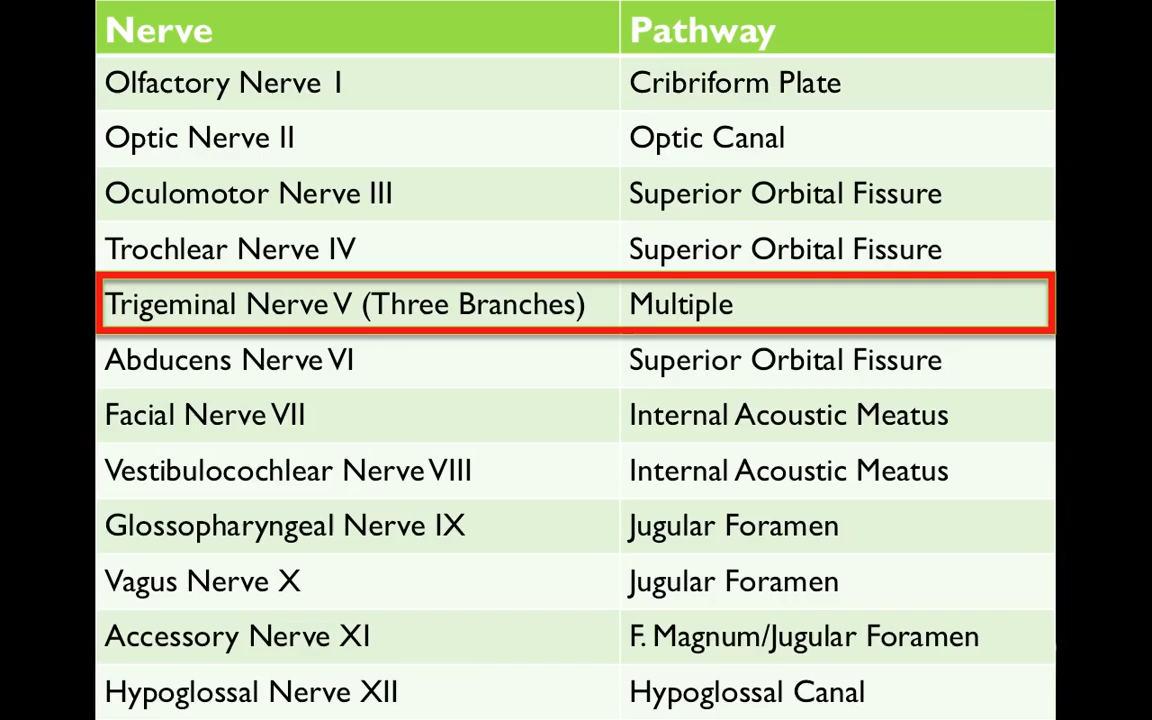 Nerve Pathway
Olfactory Nerve 1 Cribriform Plate
Optic Nerve II Optic Canal
Oculomotor Nerve III Superior Orbital Fissure
Trochlear Nerve IV Superior Orbital Fissure
Trigeminal Nerve V (Three Branches) Multiple
Abducens Nerve VI Superior Orbital Fissure
Facial Nerve VII Internal Acoustic Meatus
Vestibulocochlear Nerve VIII Internal Acoustic Meatus
Glossopharyngeal Nerve IX Jugular Foramen
Vagus Nerve X Jugular Foramen
Accessory Nerve XI F. Magnum/Jugular Foramen
Hypoglossal Nerve XII Hypoglossal Canal